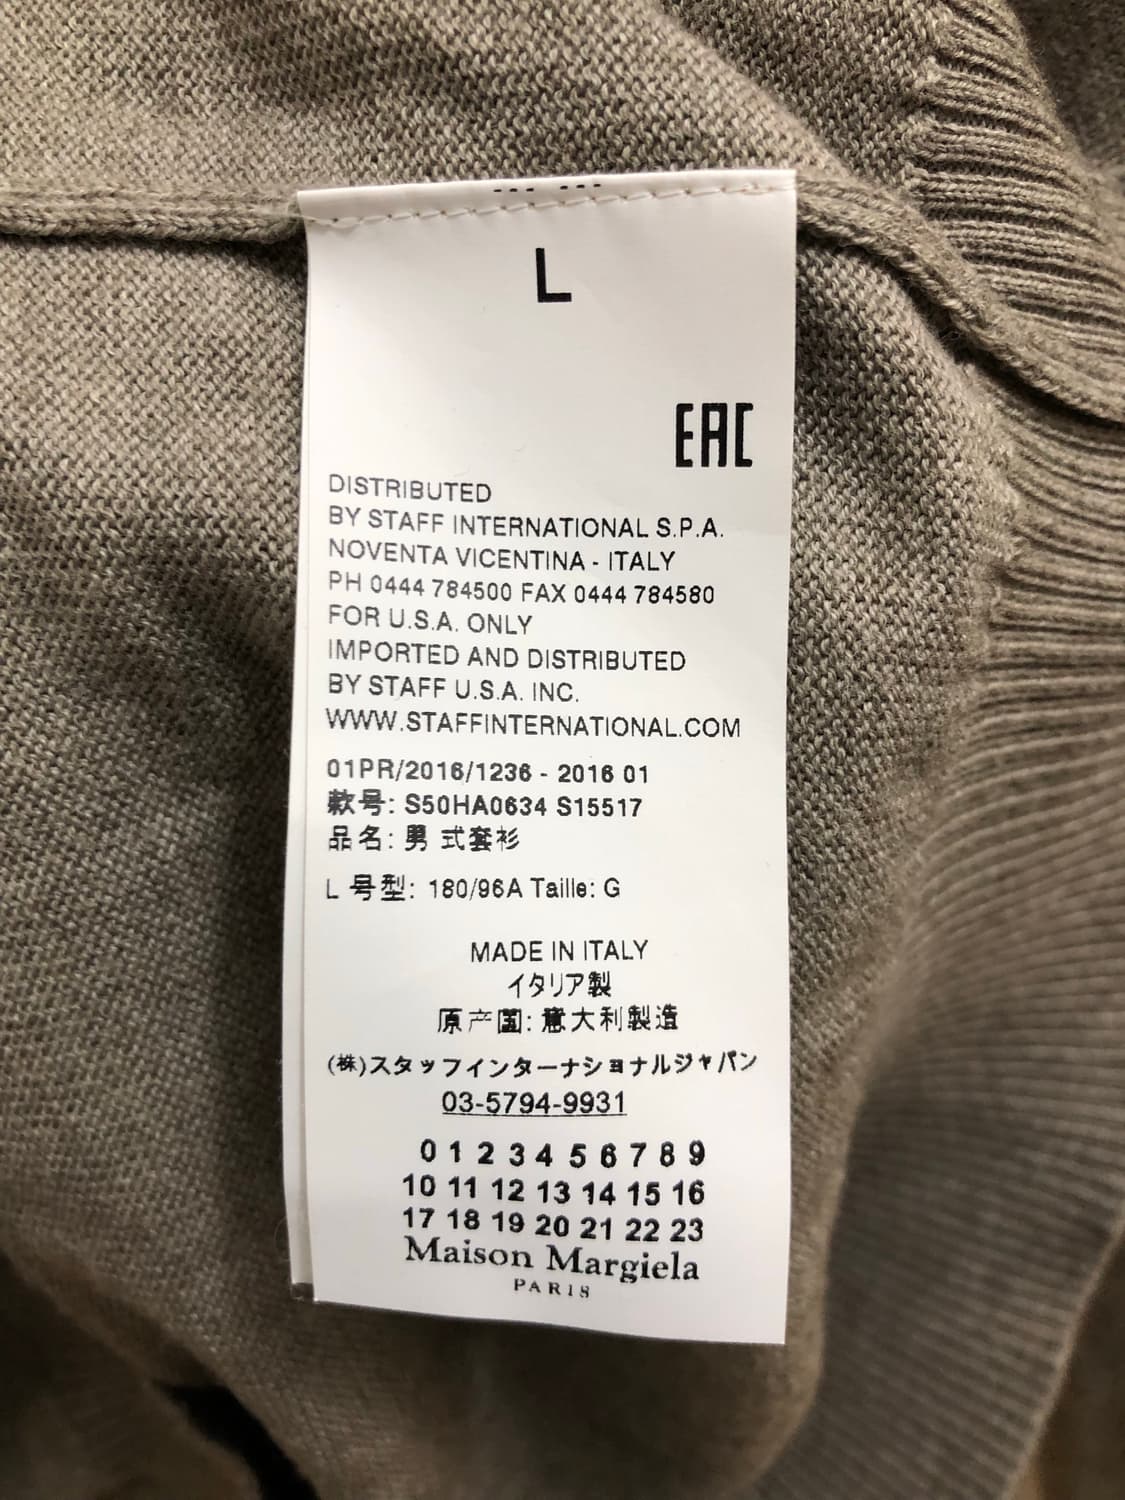 L
EAC
DISTRIBUTED
BY STAFF INTERNATIONAL S.P.A.
NOVENTA VICENTINA - ITALY
PH 0444 784500 FAX 0444 784580
FOR U.S.A. ONLY
IMPORTED AND DISTRIBUTED
BY STAFF U.S.A. INC.
WWW.STAFFINTERNATIONAL.COM
01PR/2016/1236 - 2016 01
款号: S50HA0634 S15517
品名: 男 式套衫
L 号型: 180/96A Taille: G
MADE IN ITALY
イタリア製
原产国: 意大利製造
(株)スタッフインターナショナルジャパン
03-5794-9931
0 1 2 3 4 5 6 7 8 9
10 11 12 13 14 15 16
17 18 19 20 21 22 23
Maison Margiela
PARIS